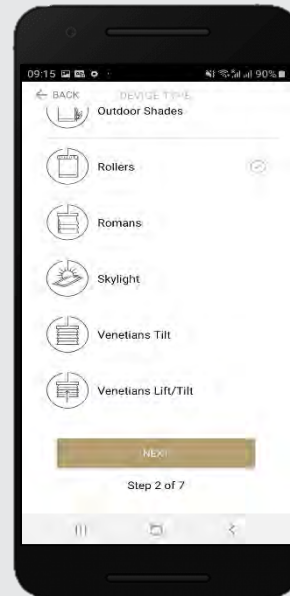 09:15 90%
← BACK DEVICE TYPE
Outdoor Shades
Rollers
Romans
Skylight
Venetians Tilt
Venetians Lift/Tilt
NEXT
Step 2 of 7